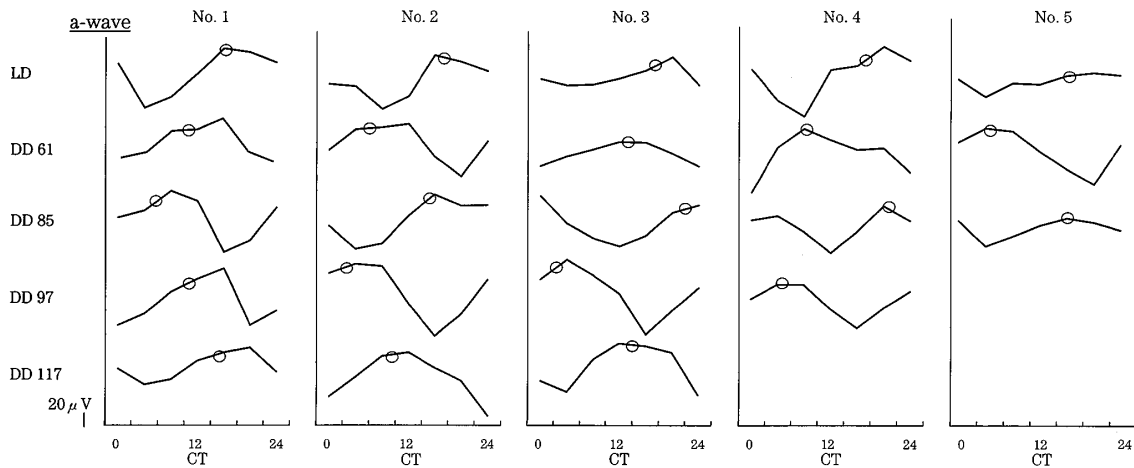 a-wave No. 1 No. 2 No. 3 No. 4 No. 5
LD
DD 61
DD 85
DD 97
DD 117
20 μ V
0 12 24 0 12 24 0 12 24 0 12 24 0 12 24
CT CT CT CT CT